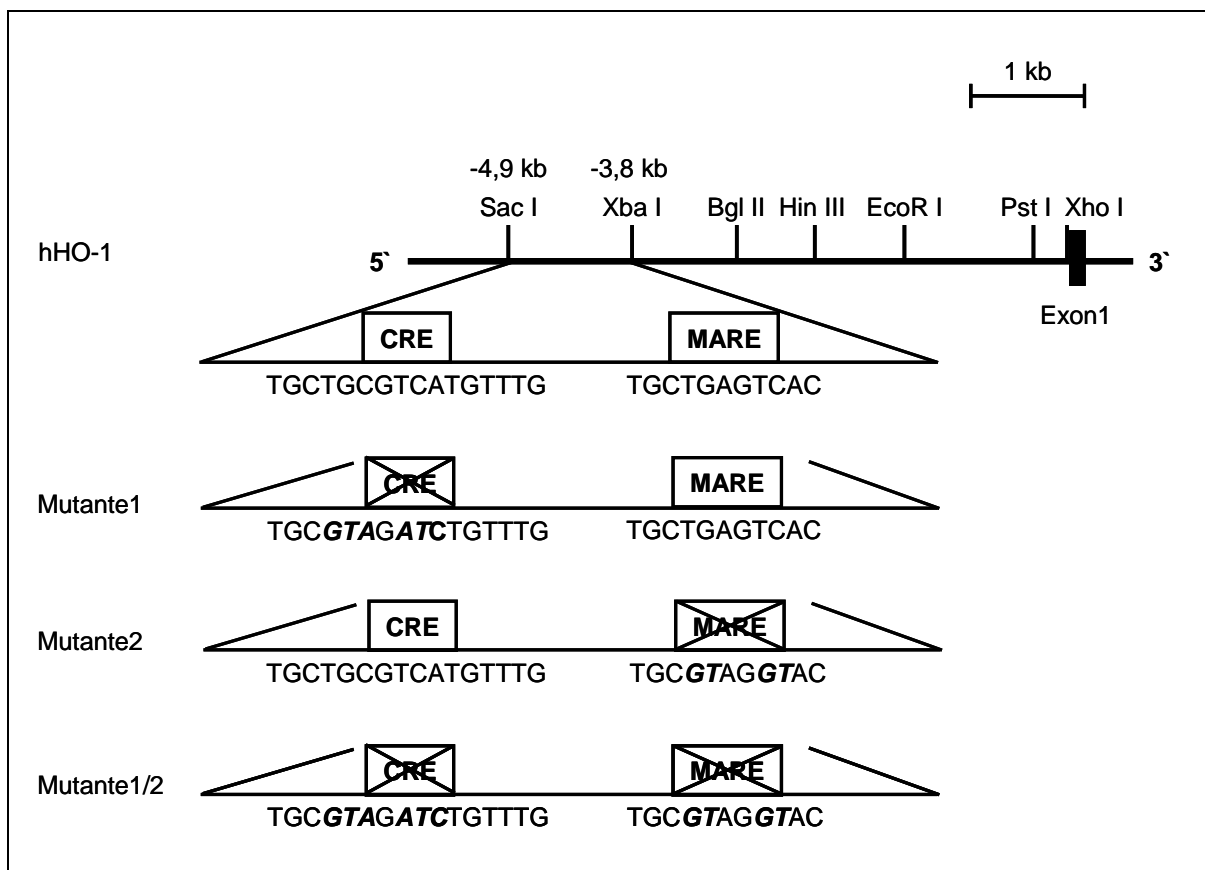 1 kb
-4,9 kb -3,8 kb
Sac I Xba I Bgl II Hin III EcoR I Pst I Xho I
hHO-1
5` 3`
Exon1
CRE MARE
TGCTGCGTCATGTTTG TGCTGAGTCAC
CRE MARE
Mutante1
TGCGTAGATCTGTTTG TGCTGAGTCAC
CRE MARE
Mutante2
TGCTGCGTCATGTTTG TGCGTAGGTAC
CRE MARE
Mutante1/2
TGCGTAGATCTGTTTG TGCGTAGGTAC